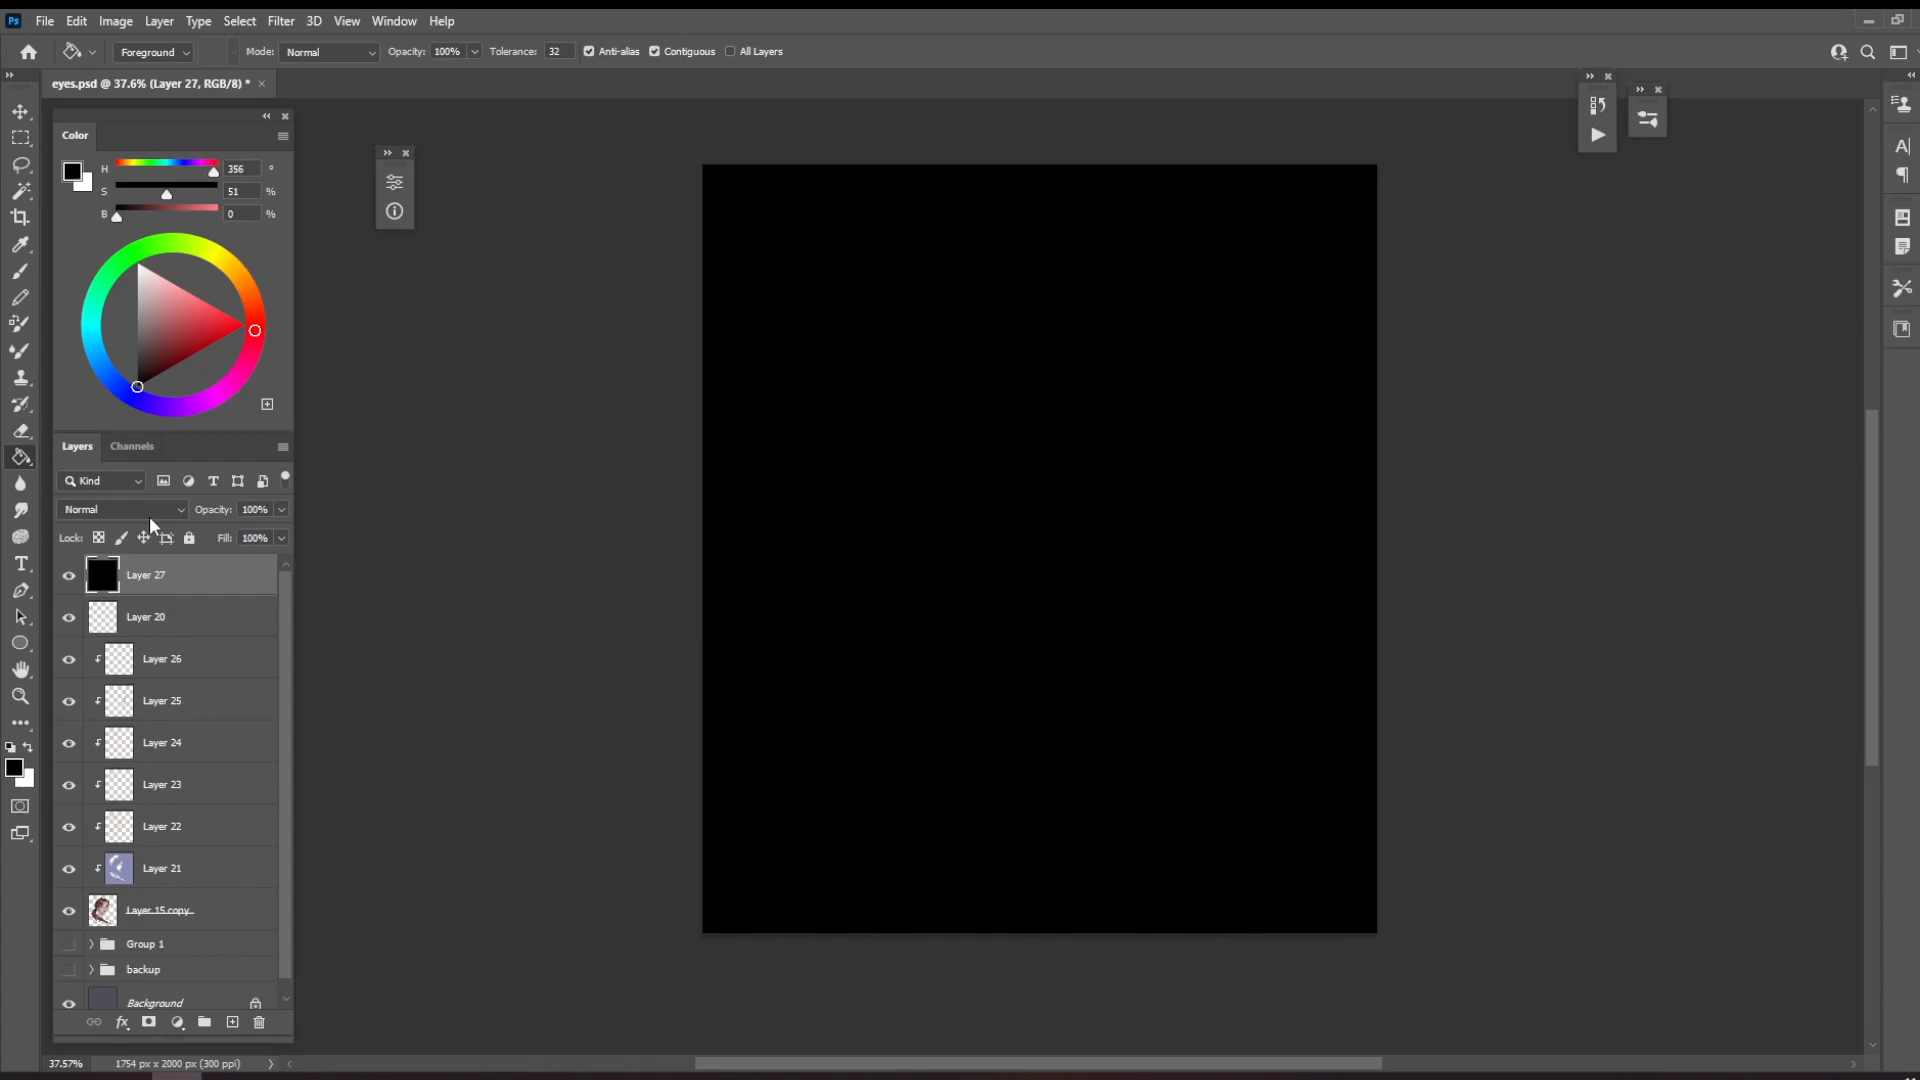 Ps File Edit Image Layer Type Select Filter 3D View Window Help
Foreground Mode: Normal Opacity: 100% Tolerance: 32 Anti-alias Contiguous All Layers
eyes.psd @ 37.6% (Layer 27, RGB/8) *
Color
H 356 °
S 51 %
B 0 %
Layers Channels
Kind
Normal Opacity: 100%
Lock: Fill: 100%
Layer 27
Layer 20
Layer 26
Layer 25
Layer 24
Layer 23
Layer 22
Layer 21
Layer 15 copy
Group 1
backup
Background
37.57% 1754 px x 2000 px (300 ppi)